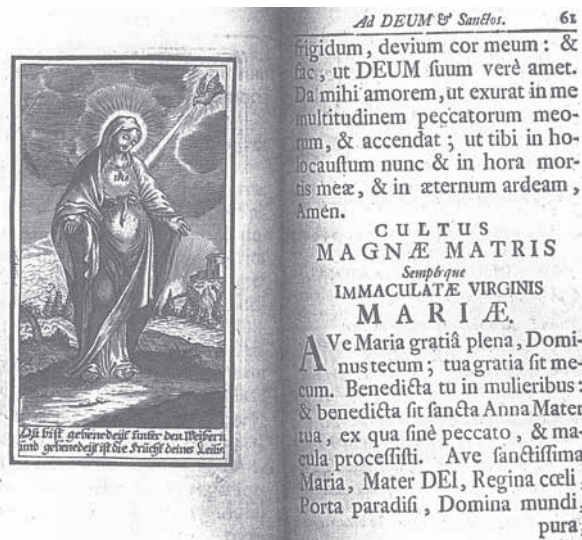 IHS
Du biſt gebenedeijt unter den Weibern
und gebenedeijt iſt die Frücht deines Leibs
Ad DEUM & Sanctos. 61
frigidum, devium cor meum : &
fac, ut DEUM ſuum verè amet.
Da mihi amorem, ut exurat in me
multitudinem peccatorum meo-
rum, & accendat ; ut tibi in ho-
locauſtum nunc & in hora mor-
tis meæ, & in æternum ardeam,
Amen.
CULTUS
MAGNÆ MATRIS
Sempérque
IMMACULATÆ VIRGINIS
MARIÆ.
AVe Maria gratiâ plena, Domi-
nus tecum ; tua gratia ſit me-
cum. Benedicta tu in mulieribus :
& benedicta ſit ſancta Anna Mater
tua, ex qua ſinè peccato, & ma-
cula proceſſiſti. Ave ſanctiſſima
Maria, Mater DEI, Regina cœli,
Porta paradiſi, Domina mundi,
pura